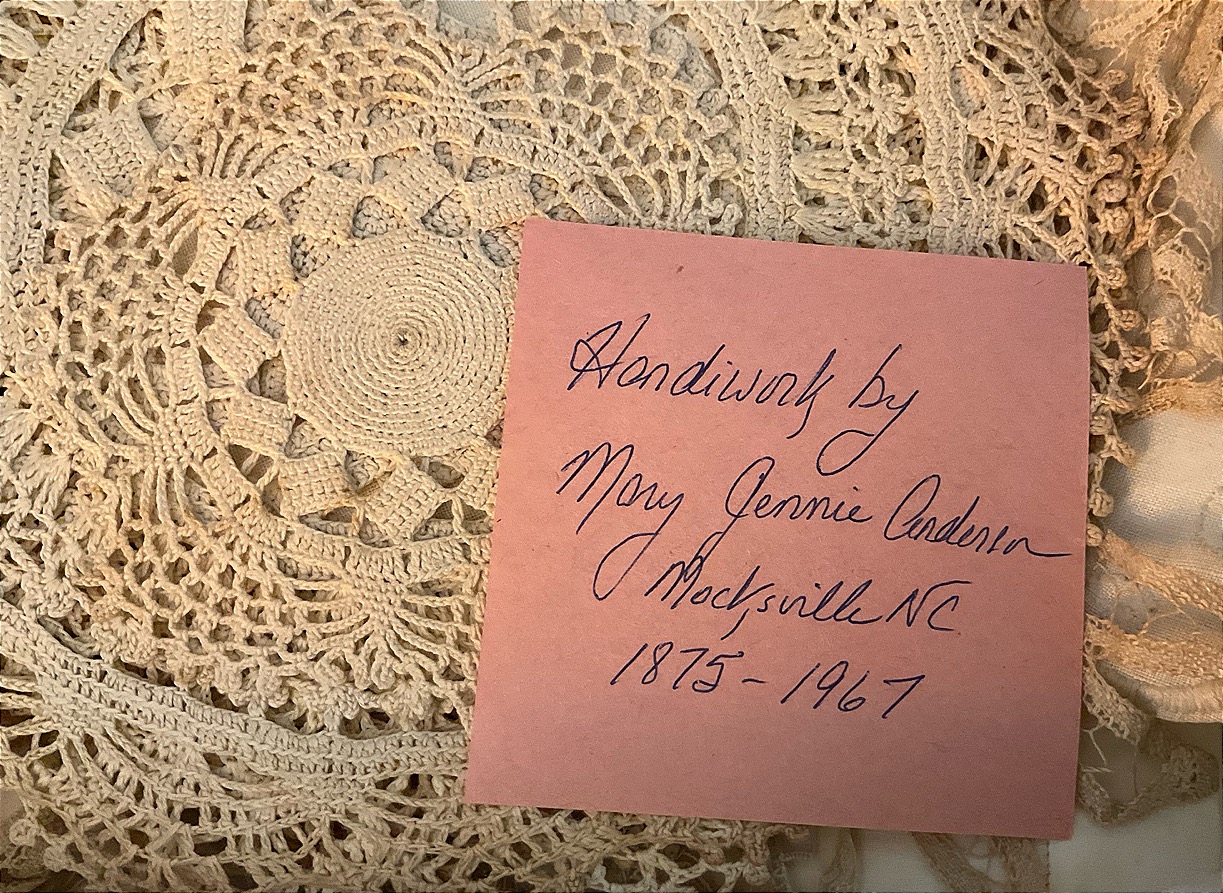 Handiwork by
Mary Jennie Anderson
Mocksville NC
1875-1967